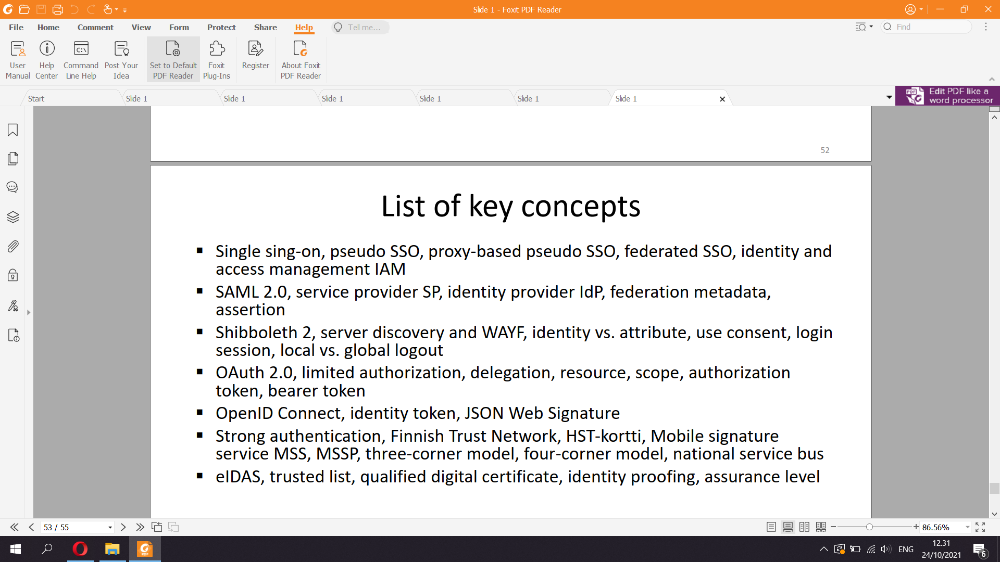 Slide 1 - Foxit PDF Reader
File Home Comment View Form Protect Share Help Tell me... Find
User Manual
Help Center
C:\
Command Line Help
Post Your Idea
Set to Default PDF Reader
Foxit Plug-Ins
Register
About Foxit PDF Reader
Start Slide 1 Slide 1 Slide 1 Slide 1 Slide 1 Slide 1
PDF
Edit PDF like a
word processor
52
List of key concepts
Single sing-on, pseudo SSO, proxy-based pseudo SSO, federated SSO, identity and
access management IAM
SAML 2.0, service provider SP, identity provider IdP, federation metadata,
assertion
Shibboleth 2, server discovery and WAYF, identity vs. attribute, use consent, login
session, local vs. global logout
OAuth 2.0, limited authorization, delegation, resource, scope, authorization
token, bearer token
OpenID Connect, identity token, JSON Web Signature
Strong authentication, Finnish Trust Network, HST-kortti, Mobile signature
service MSS, MSSP, three-corner model, four-corner model, national service bus
eIDAS, trusted list, qualified digital certificate, identity proofing, assurance level
53 / 55
86.56%
PDF
ENG
12.31
24/10/2021
6